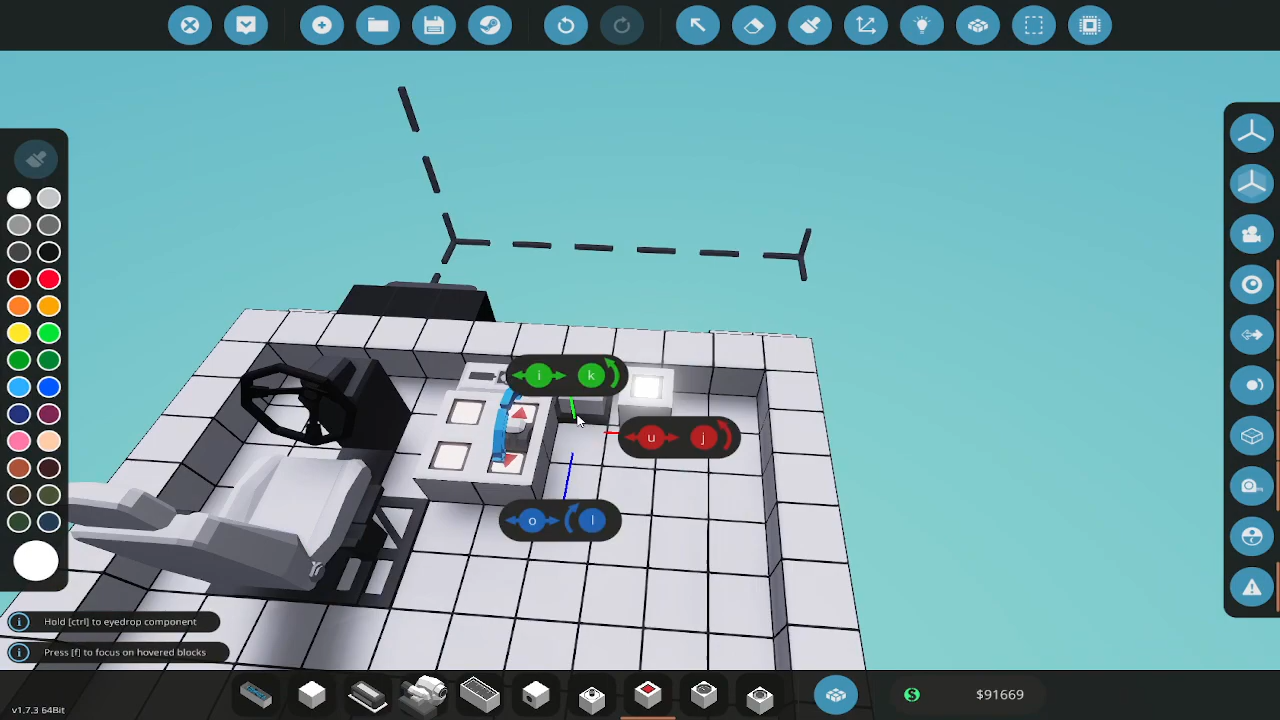 i k
u j
o l
Hold [ctrl] to eyedrop component
Press [f] to focus on hovered blocks
v1.7.3 64Bit
$ $91669